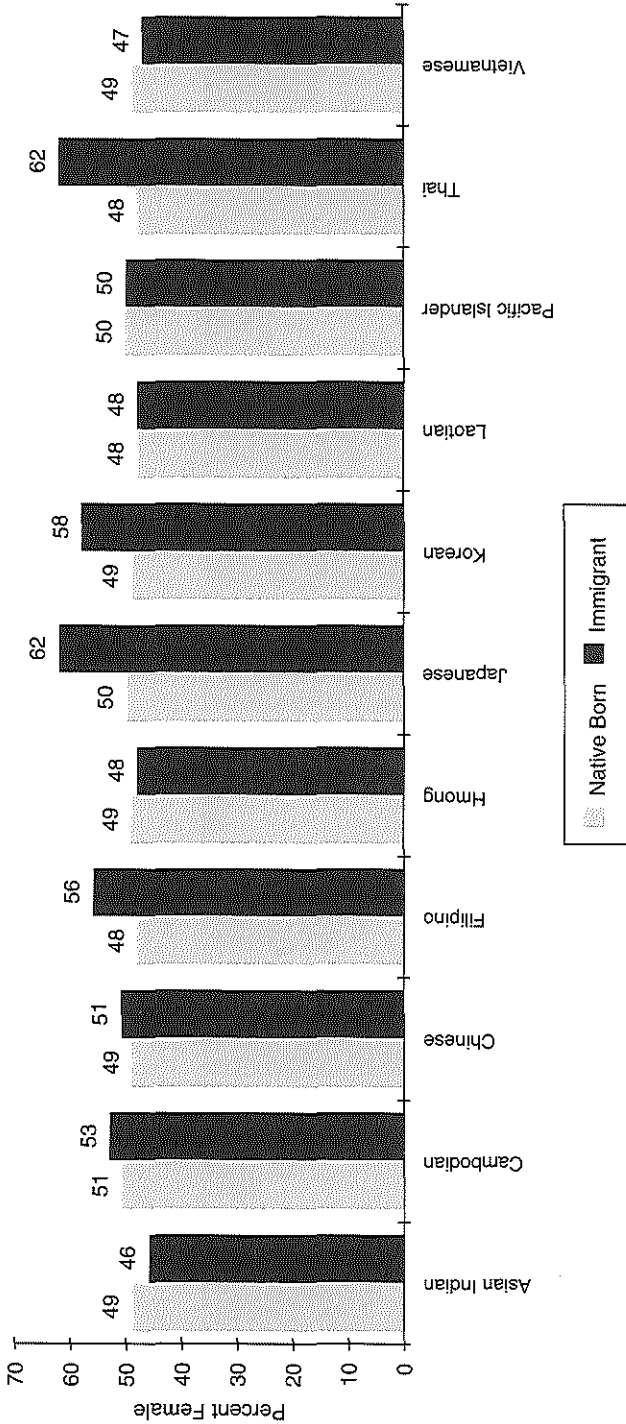 Percent Female
70
60
50
40
30
20
10
0
49 46
51 53
49 51
48 56
49 48
50 62
49 58
48 48
50 50
48 62
49 47
Asian Indian
Cambodian
Chinese
Filipino
Hmong
Japanese
Korean
Laotian
Pacific Islander
Thai
Vietnamese
Native Born Immigrant